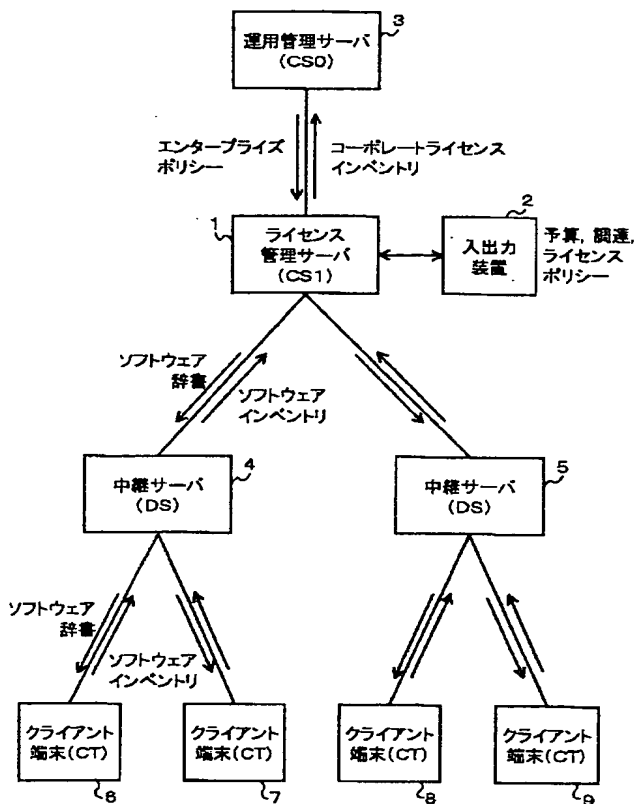 3
運用管理サーバ
(CS0)
エンタープライズ
ポリシー
コーポレートライセンス
インベントリ
1
ライセンス
管理サーバ
(CS1)
2
入出力
装置
予算,調達,
ライセンス
ポリシー
ソフトウェア
辞書
ソフトウェア
インベントリ
4
中継サーバ
(DS)
5
中継サーバ
(DS)
ソフトウェア
辞書
ソフトウェア
インベントリ
クライアント
端末(CT)
6
クライアント
端末(CT)
7
クライアント
端末(CT)
8
クライアント
端末(CT)
9